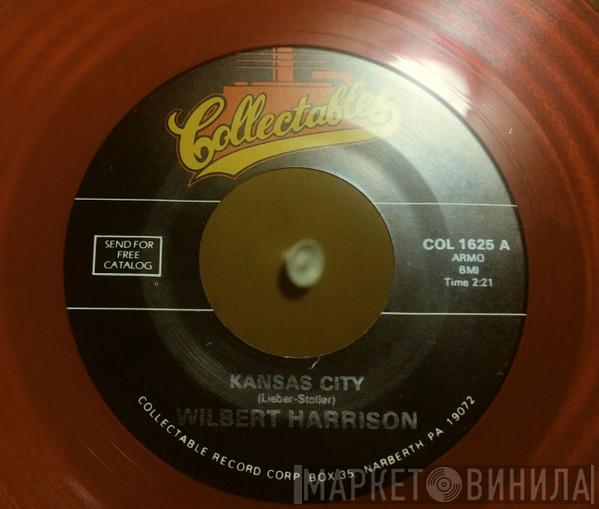 Collectables
SEND FOR
FREE
CATALOG
COL 1625 A
ARMO
BMI
Time 2:21
KANSAS CITY
(Lieber-Stoller)
WILBERT HARRISON
COLLECTABLE RECORD CORP. BOX 35, NARBERTH PA 19072
МАРКЕТ ВИНИЛА